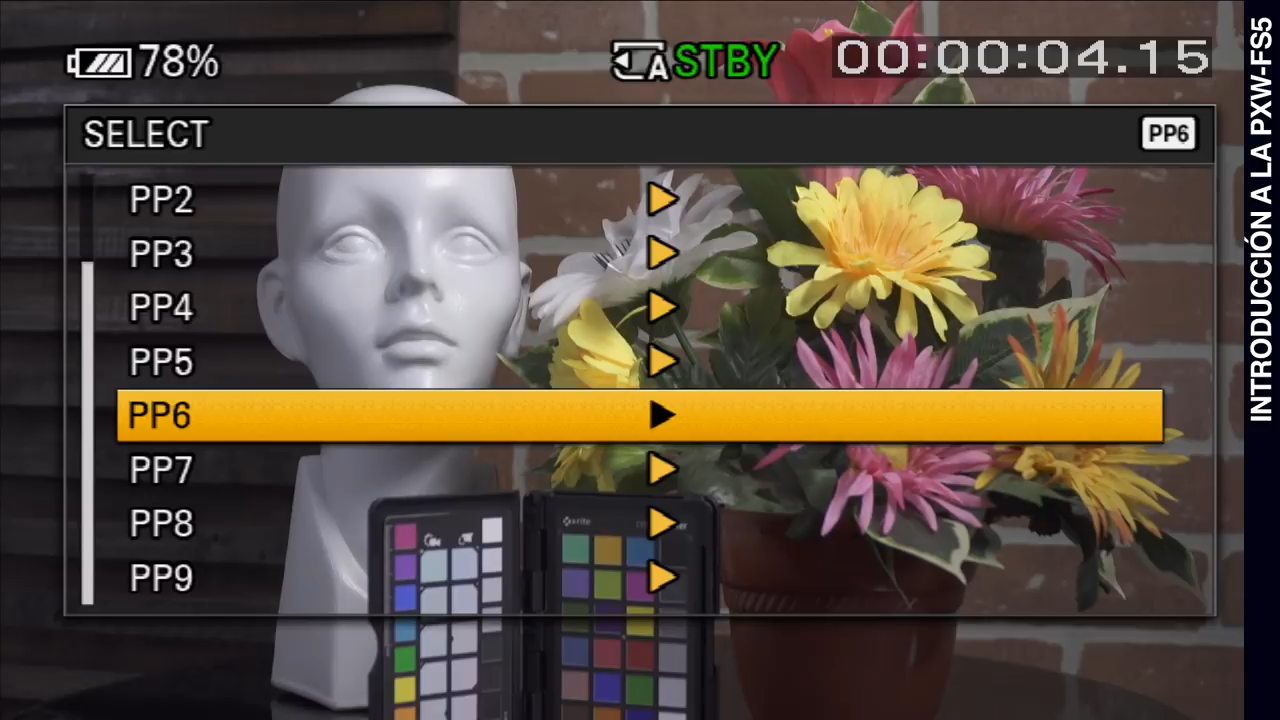 78%
A STBY
00:00:04.15
SELECT
PP6
PP2
PP3
PP4
PP5
PP6
PP7
PP8
PP9
x-rite
INTRODUCCIÓN A LA PXW-FS5